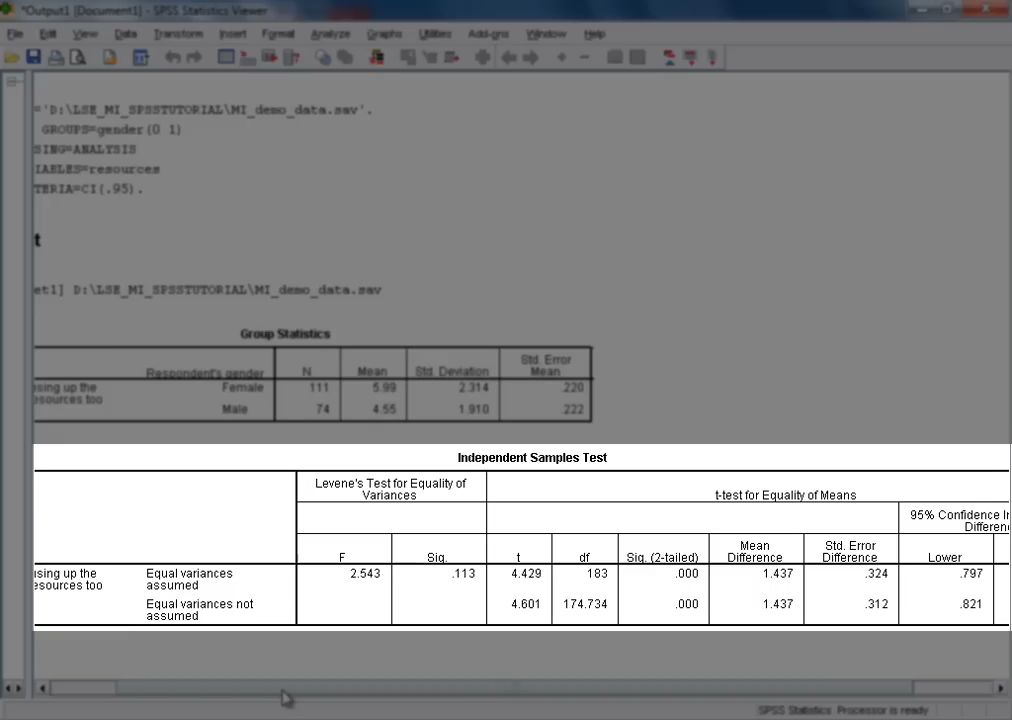 *Output1 [Document1] - SPSS Statistics Viewer
File Edit View Data Transform Insert Format Analyze Graphs Utilities Add-ons Window Help
='D:\LSE_MI_SPSSTUTORIAL\MI_demo_data.sav'.
GROUPS=gender(0 1)
SING=ANALYSIS
IABLES=resources
TERIA=CI(.95).
t
et1] D:\LSE_MI_SPSSTUTORIAL\MI_demo_data.sav
Group Statistics
Respondent's gender N Mean Std. Deviation Std. Error Mean
using up the esources too Female 111 5.99 2.314 .220
Male 74 4.55 1.910 .222
Independent Samples Test
Levene's Test for Equality of Variances t-test for Equality of Means
95% Confidence In
Differen
F Sig. t df Sig. (2-tailed) Mean Difference Std. Error Difference Lower
using up the esources too Equal variances assumed 2.543 .113 4.429 183 .000 1.437 .324 .797
Equal variances not assumed 4.601 174.734 .000 1.437 .312 .821
SPSS Statistics Processor is ready